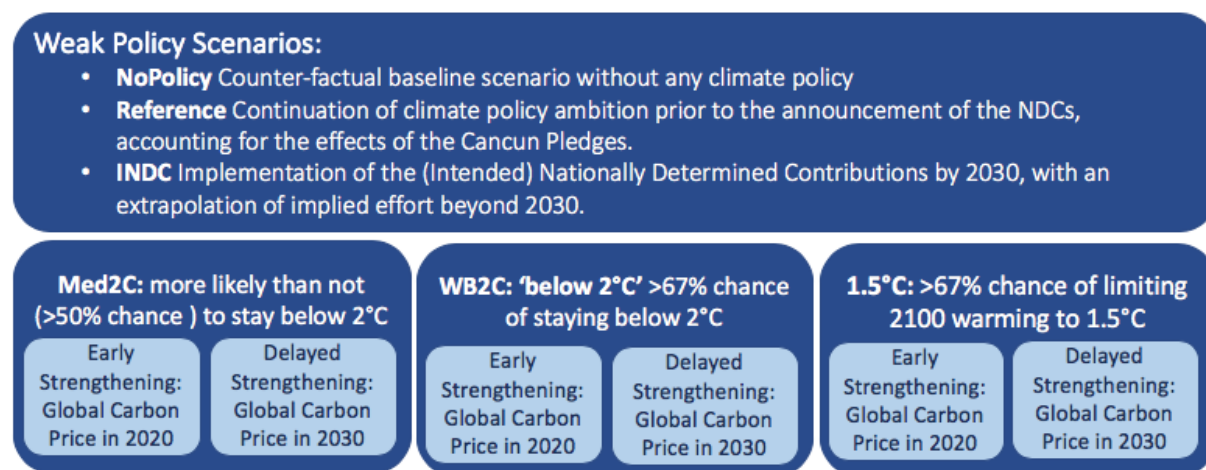 Weak Policy Scenarios:
• NoPolicy Counter-factual baseline scenario without any climate policy
• Reference Continuation of climate policy ambition prior to the announcement of the NDCs,
accounting for the effects of the Cancun Pledges.
• INDC Implementation of the (Intended) Nationally Determined Contributions by 2030, with an
extrapolation of implied effort beyond 2030.
Med2C: more likely than not
(>50% chance ) to stay below 2°C
Early
Strengthening:
Global Carbon
Price in 2020
Delayed
Strengthening:
Global Carbon
Price in 2030
WB2C: ‘below 2°C’ >67% chance
of staying below 2°C
Early
Strengthening:
Global Carbon
Price in 2020
Delayed
Strengthening:
Global Carbon
Price in 2030
1.5°C: >67% chance of limiting
2100 warming to 1.5°C
Early
Strengthening:
Global Carbon
Price in 2020
Delayed
Strengthening:
Global Carbon
Price in 2030